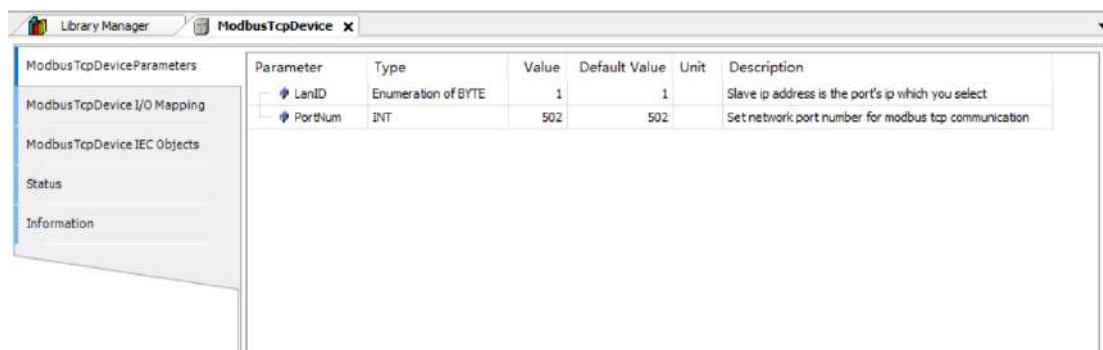 Library Manager ModbusTcpDevice X
ModbusTcpDeviceParameters
ModbusTcpDevice I/O Mapping
ModbusTcpDevice IEC Objects
Status
Information
Parameter Type Value Default Value Unit Description
LanID Enumeration of BYTE 1 1 Slave ip address is the port's ip which you select
PortNum INT 502 502 Set network port number for modbus tcp communication